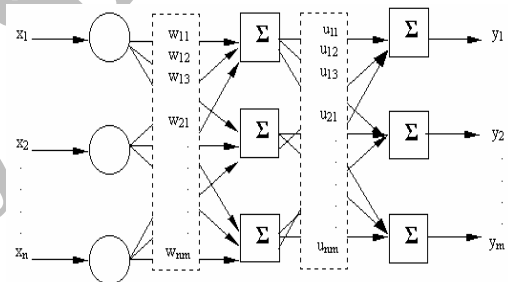 x1 w11 Σ u11 Σ y1
w12 u12
w13 u13
x2 w21 Σ u21 Σ y2
xn wnm Σ unm Σ ym